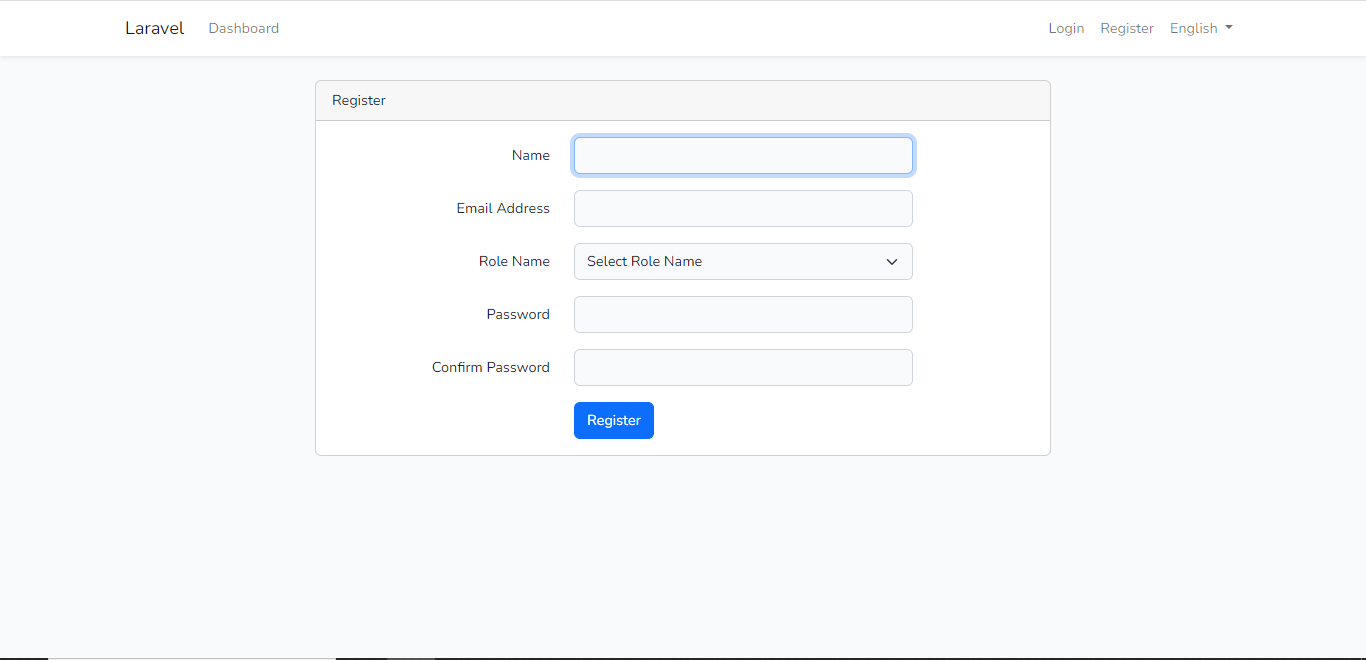 Laravel Dashboard Login Register English
Register
Name
Email Address
Role Name Select Role Name
Password
Confirm Password
Register